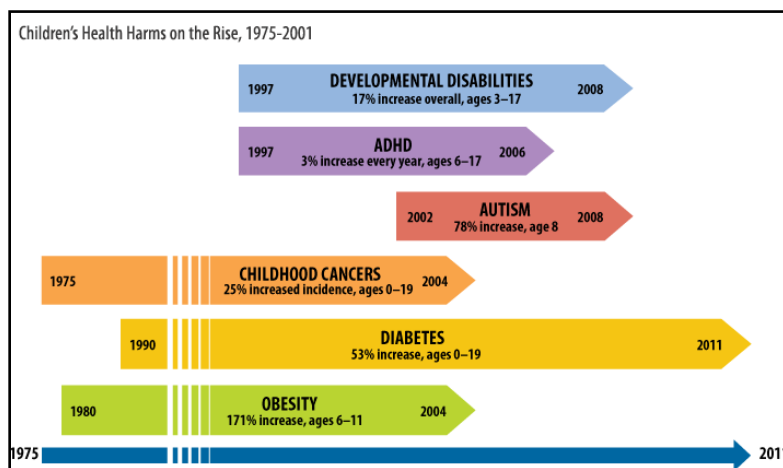 Children's Health Harms on the Rise, 1975-2001
1997 DEVELOPMENTAL DISABILITIES 2008
17% increase overall, ages 3–17
1997 ADHD 2006
3% increase every year, ages 6–17
2002 AUTISM 2008
78% increase, age 8
1975 CHILDHOOD CANCERS 2004
25% increased incidence, ages 0–19
1990 DIABETES 2011
53% increase, ages 0–19
1980 OBESITY 2004
171% increase, ages 6–11
1975